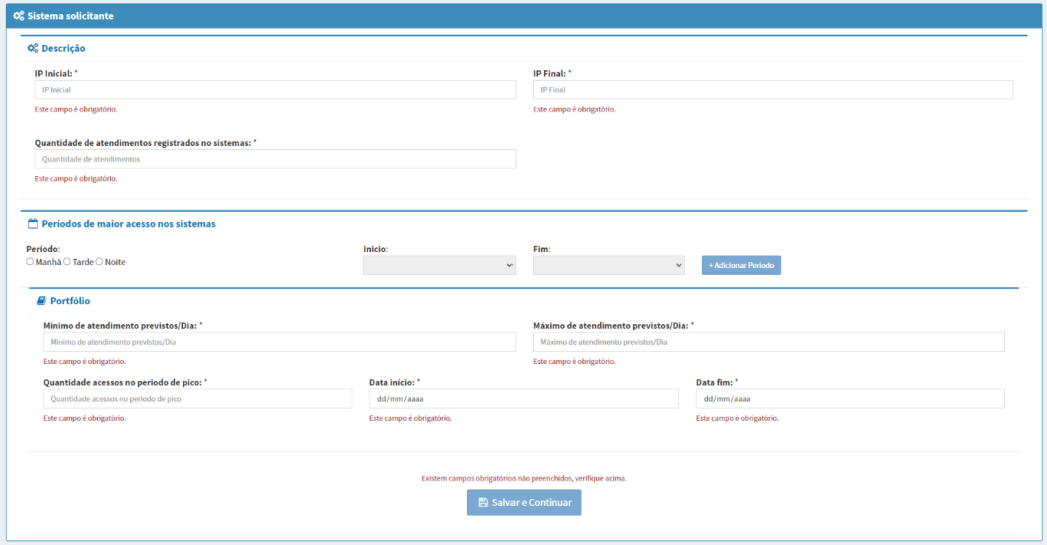 Sistema solicitante
Descrição
IP Inicial: * IP Final: *
IP Inicial IP Final
Este campo é obrigatório. Este campo é obrigatório.
Quantidade de atendimentos registrados no sistemas: *
Quantidade de atendimentos
Este campo é obrigatório.
Períodos de maior acesso nos sistemas
Período: Início: Fim:
Manhã Tarde Noite + Adicionar Período
Portfólio
Mínimo de atendimento previstos/Dia: * Máximo de atendimento previstos/Dia: *
Mínimo de atendimento previstos/Dia Máximo de atendimento previstos/Dia
Este campo é obrigatório. Este campo é obrigatório.
Quantidade acessos no período de pico: * Data início: * Data fim: *
Quantidade acessos no período de pico dd/mm/aaaa dd/mm/aaaa
Este campo é obrigatório. Este campo é obrigatório. Este campo é obrigatório.
Existem campos obrigatórios não preenchidos, verifique acima.
Salvar e Continuar